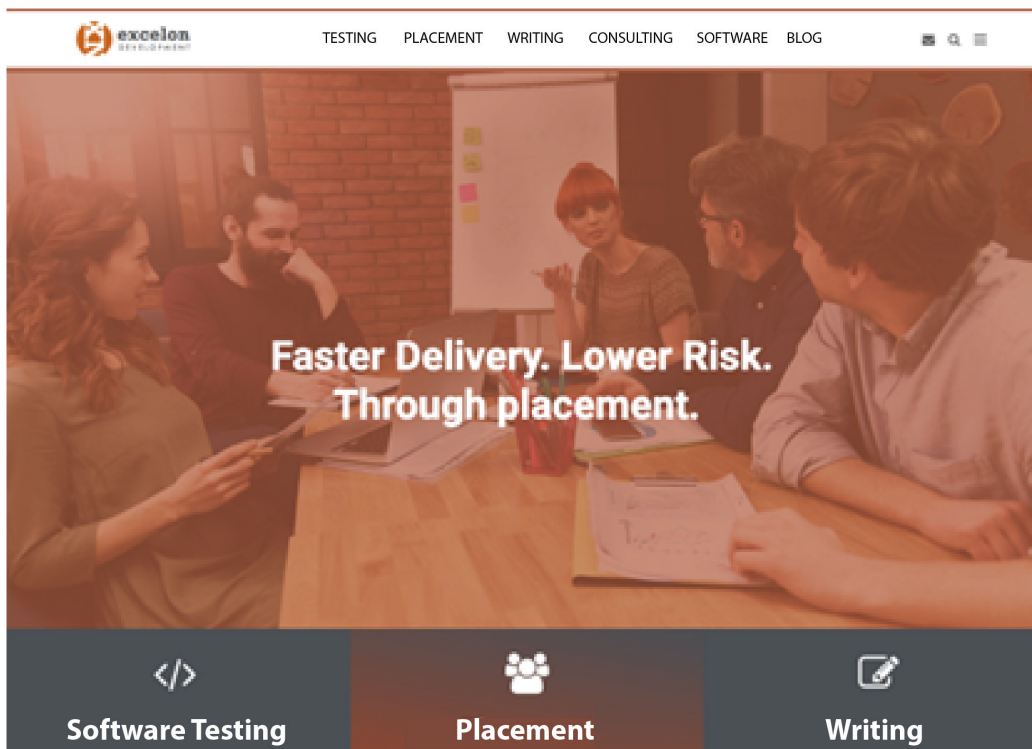 excelon
DEVELOPMENT
TESTING PLACEMENT WRITING CONSULTING SOFTWARE BLOG
Faster Delivery. Lower Risk.
Through placement.
Software Testing Placement Writing